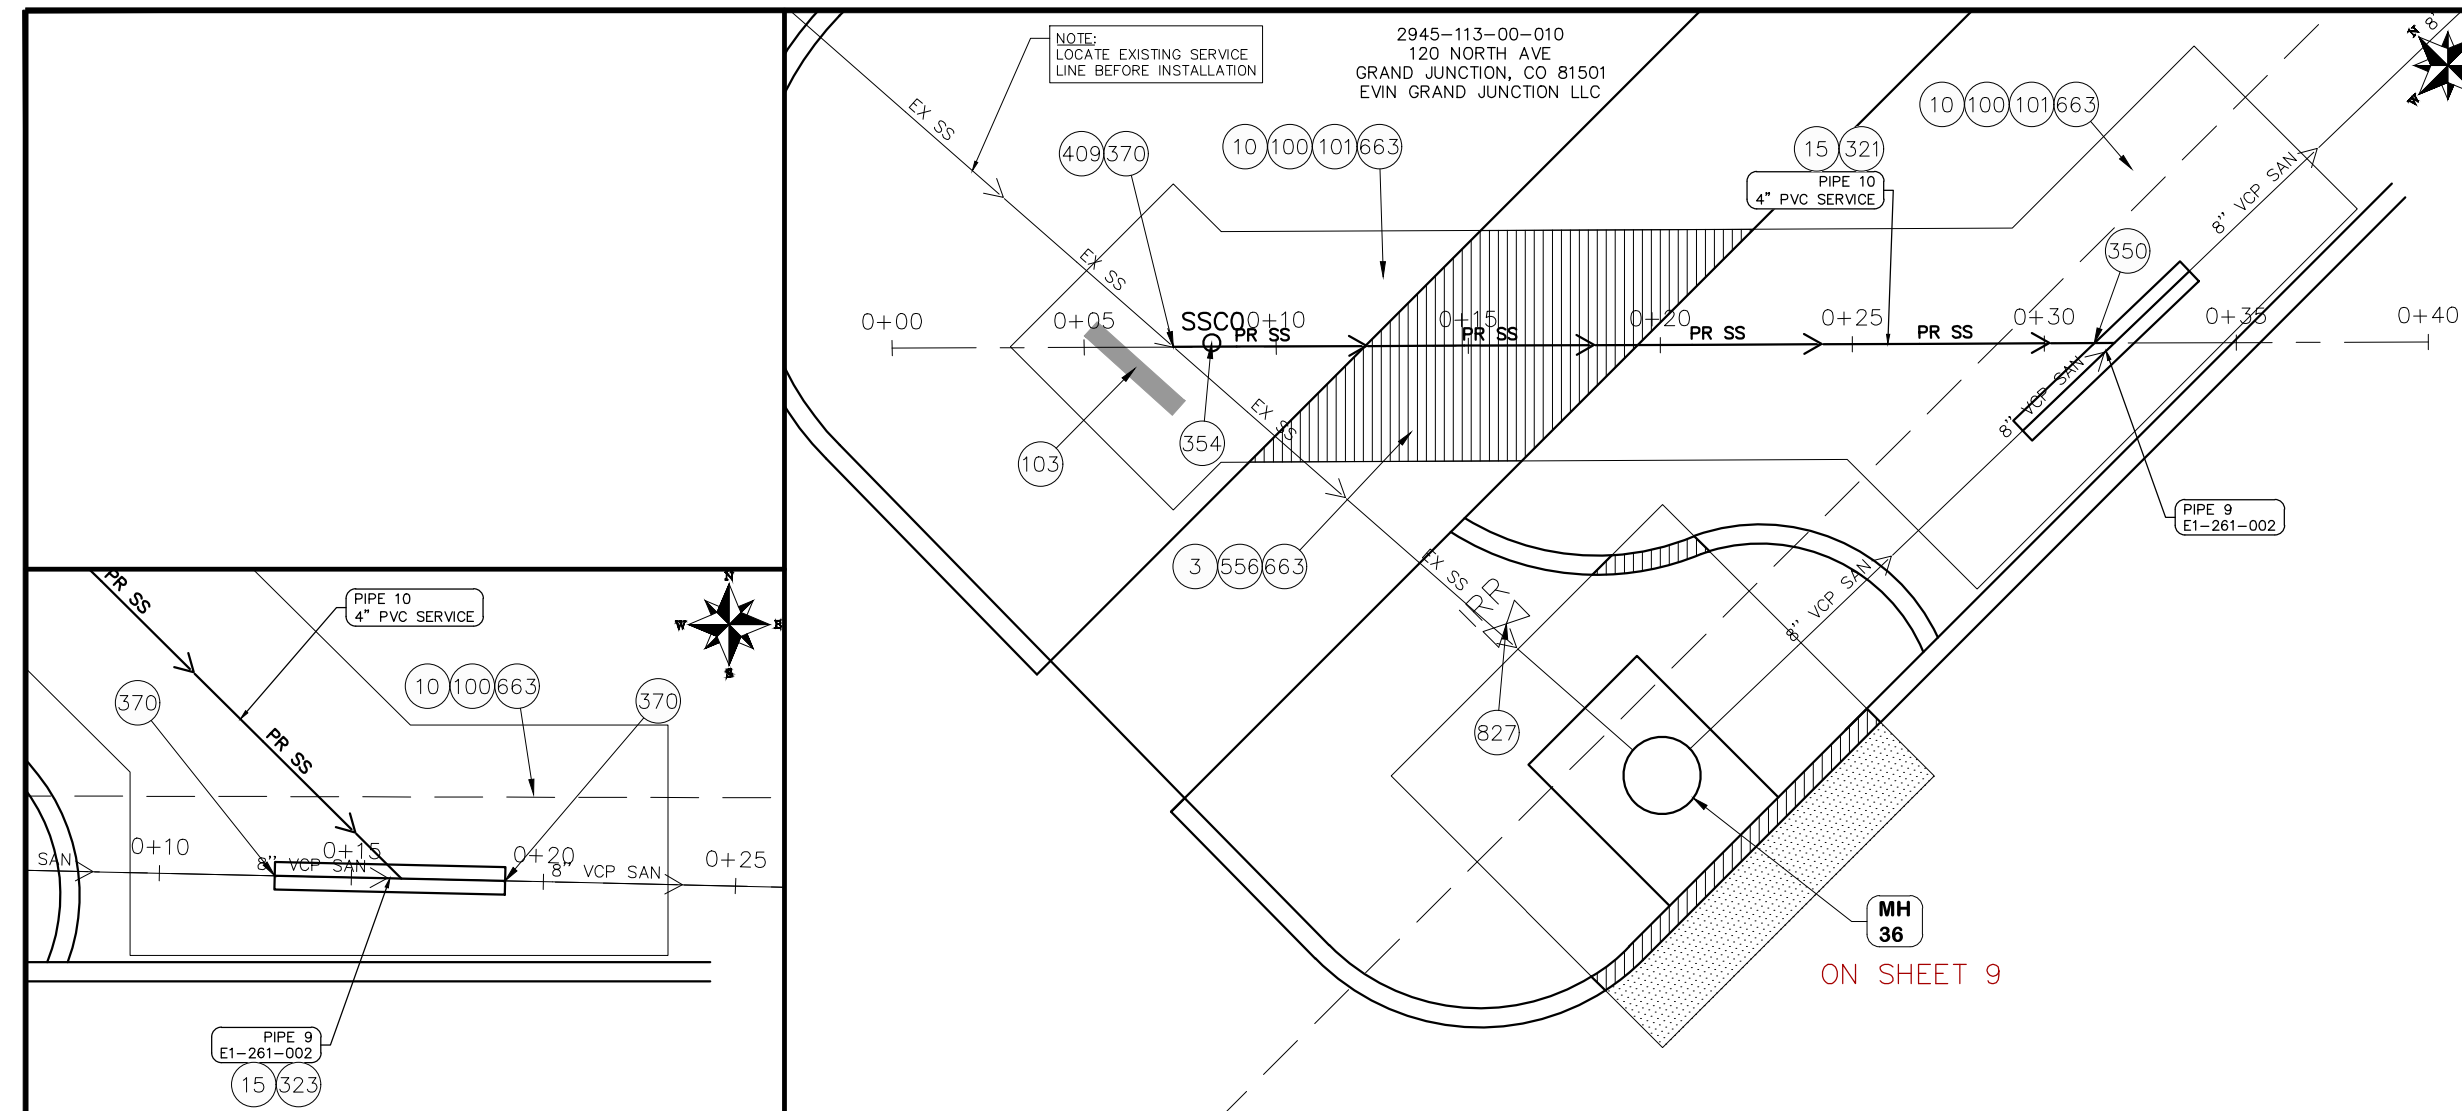 NOTE:
LOCATE EXISTING SERVICE
LINE BEFORE INSTALLATION
2945-113-00-010
120 NORTH AVE
GRAND JUNCTION, CO 81501
EVIN GRAND JUNCTION LLC
8"
N
W
EX SS
409 370
10 100 101 663
15 321
PIPE 10
4" PVC SERVICE
10 100 101 663
8" VCP SAN
350
EX SS
0+00
0+05
SSCO
0+10
0+15
0+20
0+25
0+30
0+35
0+40
PR SS
PR SS
PR SS
PR SS
8" VCP SAN
EX SS
103
354
3 556 663
PIPE 9
E1-261-002
EX SS
R
R
8" VCP SAN
827
MH
36
ON SHEET 9
PR SS
PIPE 10
4" PVC SERVICE
N
W
E
S
370
10 100 663
370
PR SS
SAN
0+10
0+15
0+20
0+25
8" VCP SAN
8" VCP SAN
PIPE 9
E1-261-002
15 323